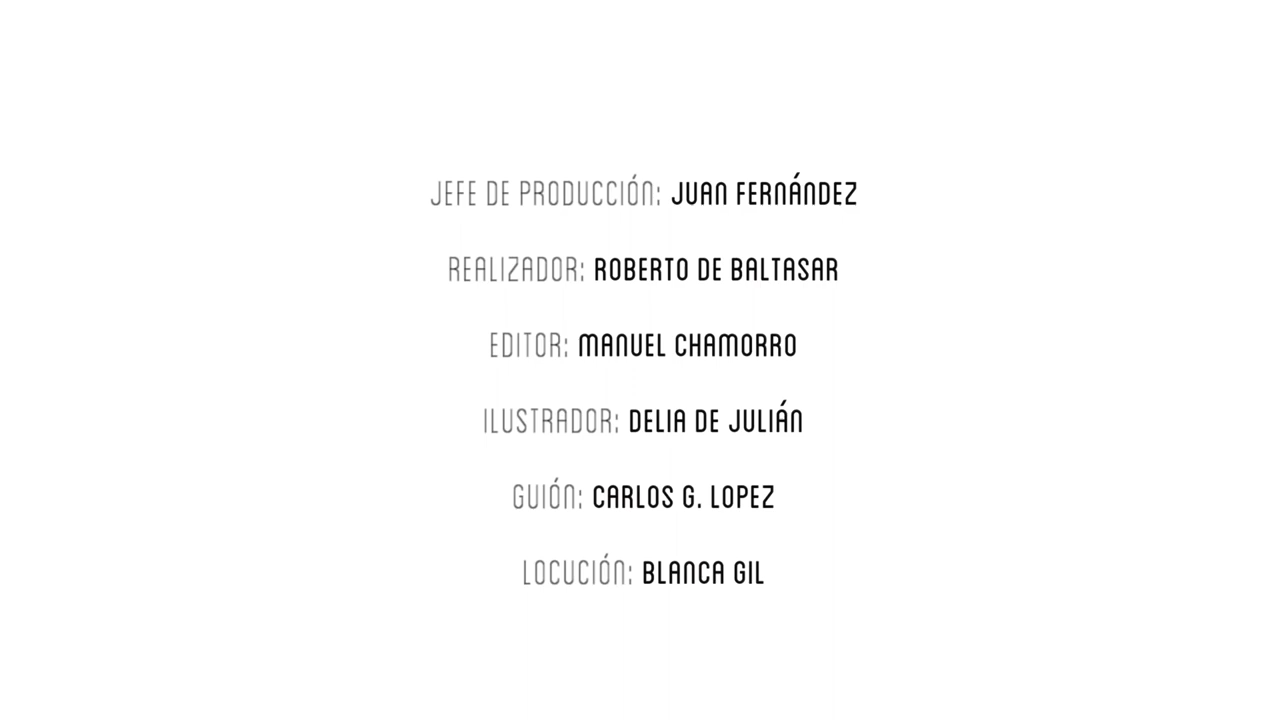 JEFE DE PRODUCCIÓN: JUAN FERNÁNDEZ
REALIZADOR: ROBERTO DE BALTASAR
EDITOR: MANUEL CHAMORRO
ILUSTRADOR: DELIA DE JULIÁN
GUIÓN: CARLOS G. LOPEZ
LOCUCIÓN: BLANCA GIL